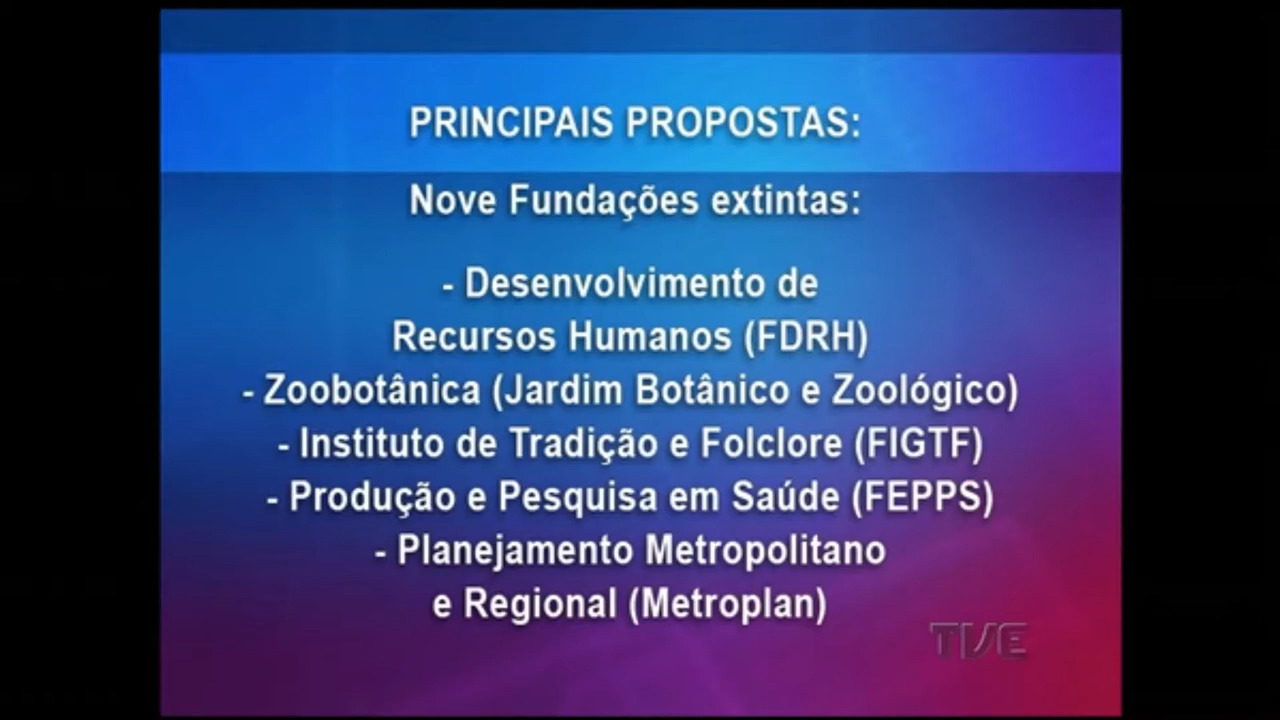 PRINCIPAIS PROPOSTAS:
Nove Fundações extintas:
- Desenvolvimento de
Recursos Humanos (FDRH)
- Zoobotânica (Jardim Botânico e Zoológico)
- Instituto de Tradição e Folclore (FIGTF)
- Produção e Pesquisa em Saúde (FEPPS)
- Planejamento Metropolitano
e Regional (Metroplan)
TVE